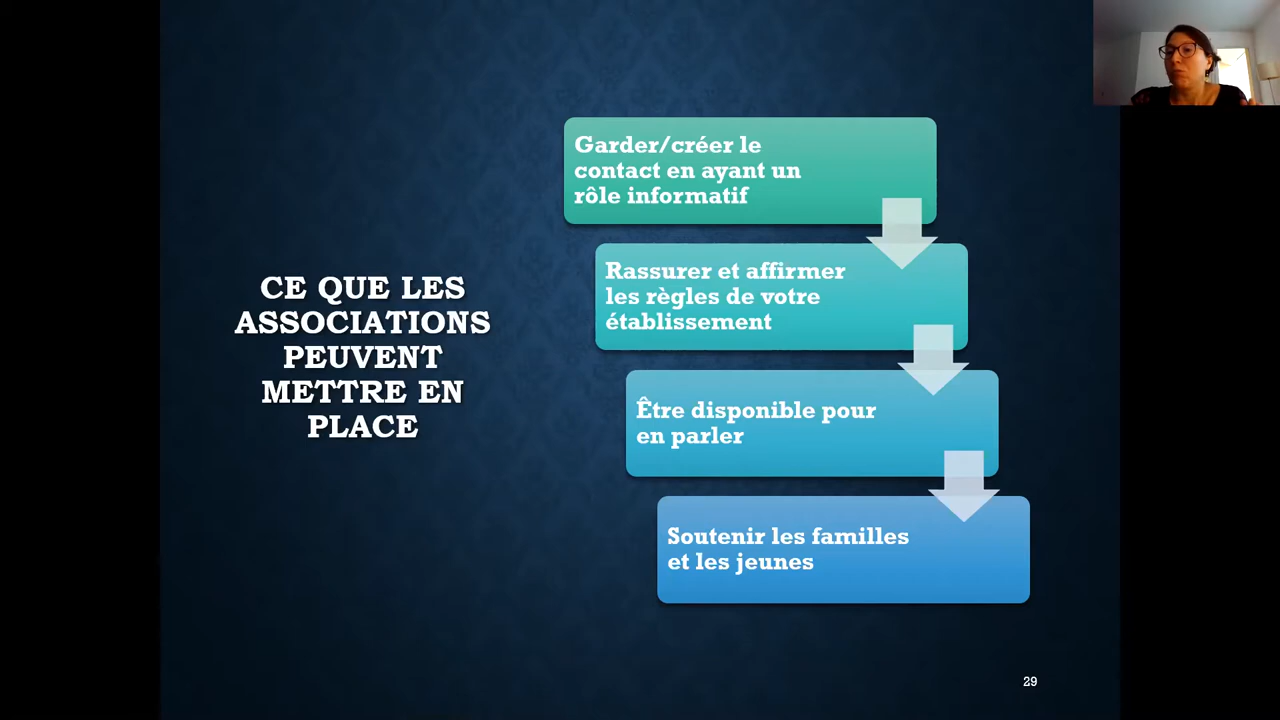 CE QUE LES
ASSOCIATIONS
PEUVENT
METTRE EN
PLACE
Garder/créer le
contact en ayant un
rôle informatif
Rassurer et affirmer
les règles de votre
établissement
Être disponible pour
en parler
Soutenir les familles
et les jeunes
29